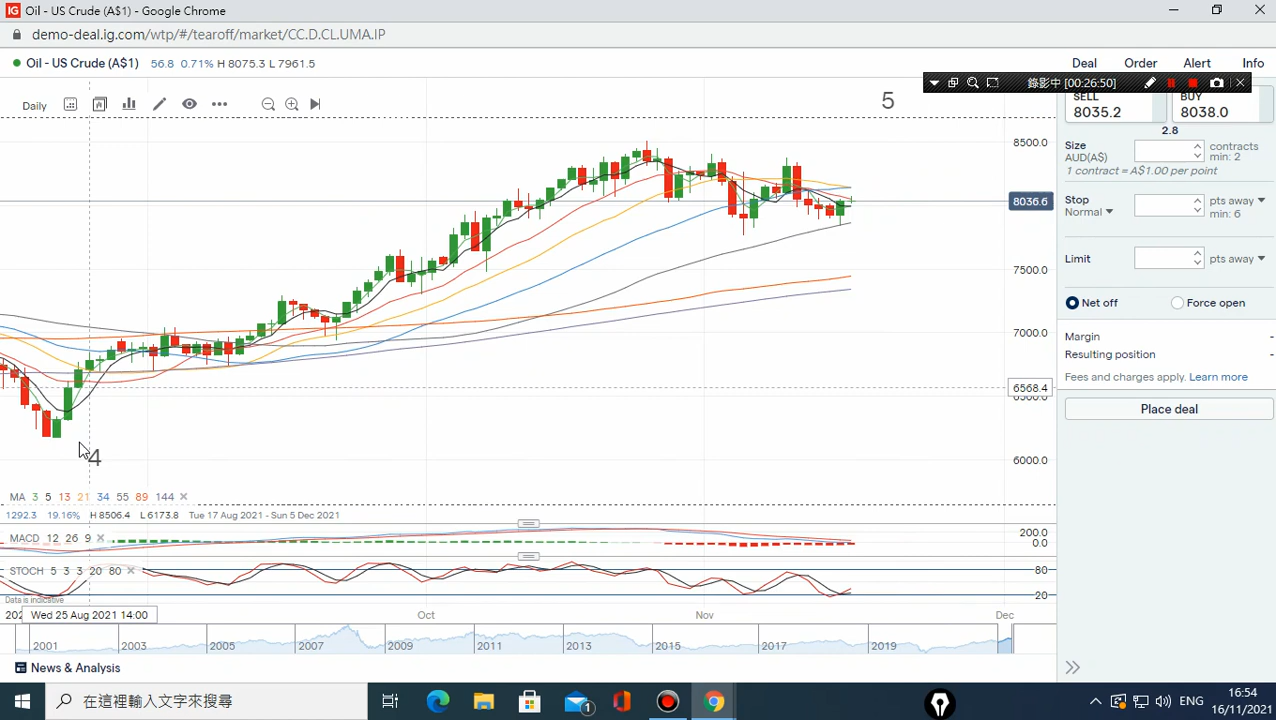 Oil - US Crude (A$1) - Google Chrome
demo-deal.ig.com/wtp/#/tearoff/market/CC.D.CL.UMA.IP
Oil - US Crude (A$1) 56.8 0.71% H 8075.3 L 7961.5
Deal Order Alert Info
錄影中 [00:26:50]
Daily
5
SELL
8035.2
BUY
8038.0
2.8
Size
AUD(A$)
contracts
min: 2
1 contract = A$1.00 per point
Stop
Normal
pts away
min: 6
Limit
pts away
Net off
Force open
Margin -
Resulting position -
Fees and charges apply. Learn more
Place deal
8500.0
8036.6
7500.0
7000.0
6568.4
6500.0
6000.0
4
MA 3 5 13 21 34 55 89 144
1292.3 19.16% H 8506.4 L 6173.8 Tue 17 Aug 2021 - Sun 5 Dec 2021
MACD 12 26 9
200.0
0.0
STOCH 5 3 3 20 80
80
20
Data is indicative
202 Wed 25 Aug 2021 14:00 Oct Nov Dec
2001 2003 2005 2007 2009 2011 2013 2015 2017 2019
News & Analysis
在這裡輸入文字來搜尋
1
ENG
16:54
16/11/2021